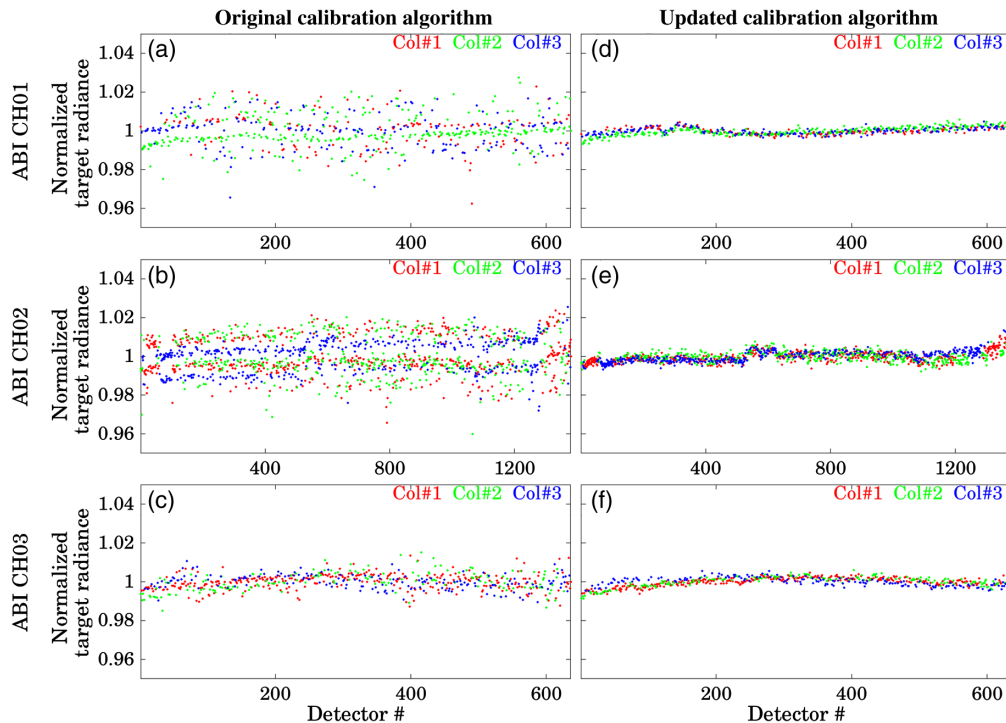 Original calibration algorithm
Updated calibration algorithm
ABI CH01
Normalized
target radiance
(a)
Col#1 Col#2 Col#3
1.04
1.02
1
0.98
0.96
200 400 600
(d)
Col#1 Col#2 Col#3
200 400 600
ABI CH02
Normalized
target radiance
(b)
Col#1 Col#2 Col#3
1.04
1.02
1
0.98
0.96
400 800 1200
(e)
Col#1 Col#2 Col#3
400 800 1200
ABI CH03
Normalized
target radiance
(c)
Col#1 Col#2 Col#3
1.04
1.02
1
0.98
0.96
200 400 600
Detector #
(f)
Col#1 Col#2 Col#3
200 400 600
Detector #